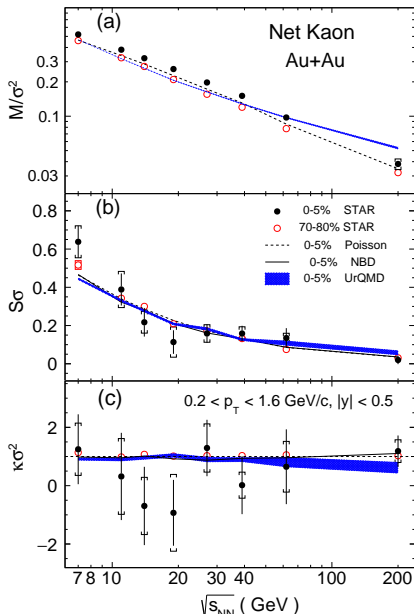 (a)
Net Kaon
Au+Au
M/σ²
0.3
0.1
0.03
(b)
0-5% STAR
70-80% STAR
0-5% Poisson
0-5% NBD
0-5% UrQMD
Sσ
0.8
0.6
0.4
0.2
0
(c)
0.2 < p_T < 1.6 GeV/c, |y| < 0.5
κσ²
2
1
0
−2
7 8 10 20 30 40 100 200
√s_NN ( GeV )